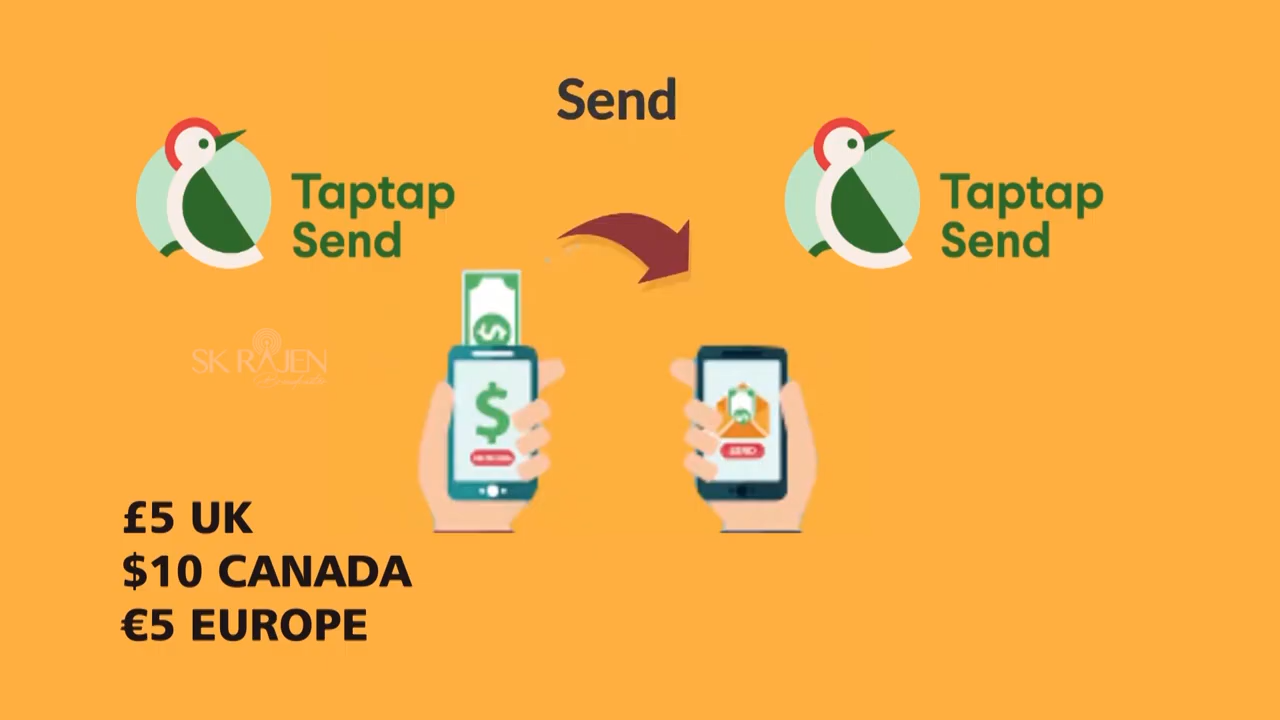 Send
Taptap
Send
Taptap
Send
SK RAJEN
£5 UK
$10 CANADA
€5 EUROPE